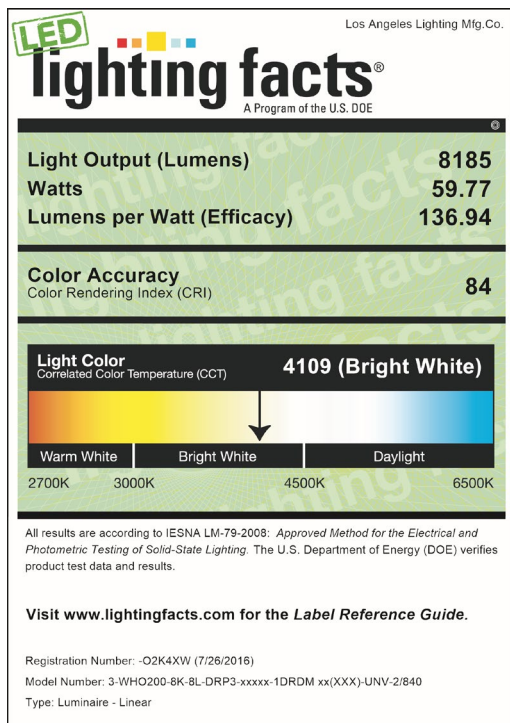 Los Angeles Lighting Mfg.Co.
LED
lighting facts®
A Program of the U.S. DOE
Light Output (Lumens) 8185
Watts 59.77
Lumens per Watt (Efficacy) 136.94
Color Accuracy
Color Rendering Index (CRI) 84
Light Color
Correlated Color Temperature (CCT) 4109 (Bright White)
Warm White Bright White Daylight
2700K 3000K 4500K 6500K
All results are according to IESNA LM-79-2008: Approved Method for the Electrical and
Photometric Testing of Solid-State Lighting. The U.S. Department of Energy (DOE) verifies
product test data and results.
Visit www.lightingfacts.com for the Label Reference Guide.
Registration Number: -O2K4XW (7/26/2016)
Model Number: 3-WHO200-8K-8L-DRP3-xxxxx-1DRDM xx(XXX)-UNV-2/840
Type: Luminaire - Linear